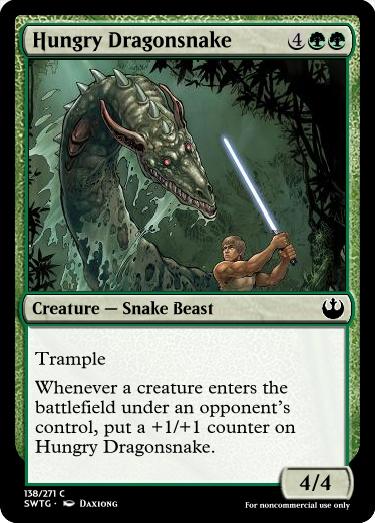 Hungry Dragonsnake 4
Creature — Snake Beast
Trample
Whenever a creature enters the
battlefield under an opponent's
control, put a +1/+1 counter on
Hungry Dragonsnake.
4/4
138/271 C
SWTG · Daxiong
For noncommercial use only